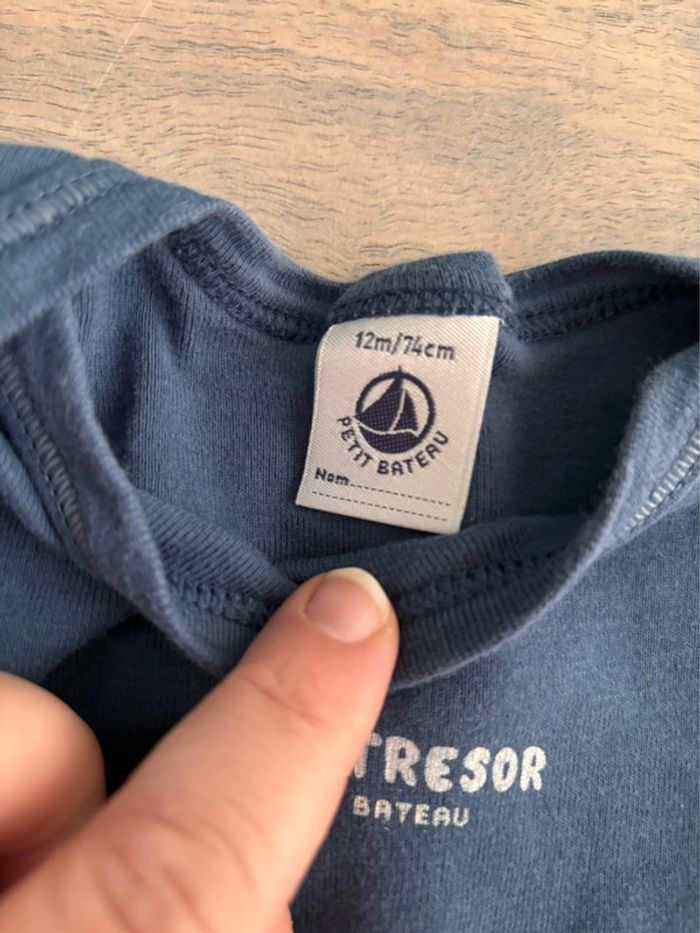 12m/74cm
PETIT BATEAU
Nom
TRESOR
BATEAU